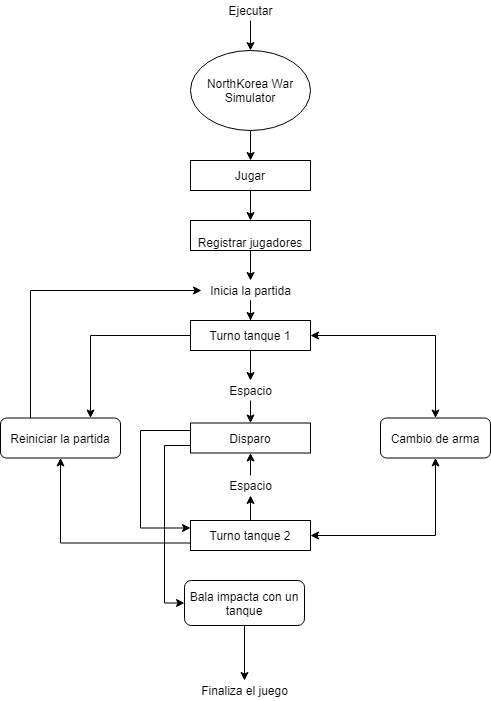 Ejecutar
NorthKorea War
Simulator
Jugar
Registrar jugadores
Inicia la partida
Turno tanque 1
Espacio
Reiniciar la partida
Disparo
Cambio de arma
Espacio
Turno tanque 2
Bala impacta con un
tanque
Finaliza el juego